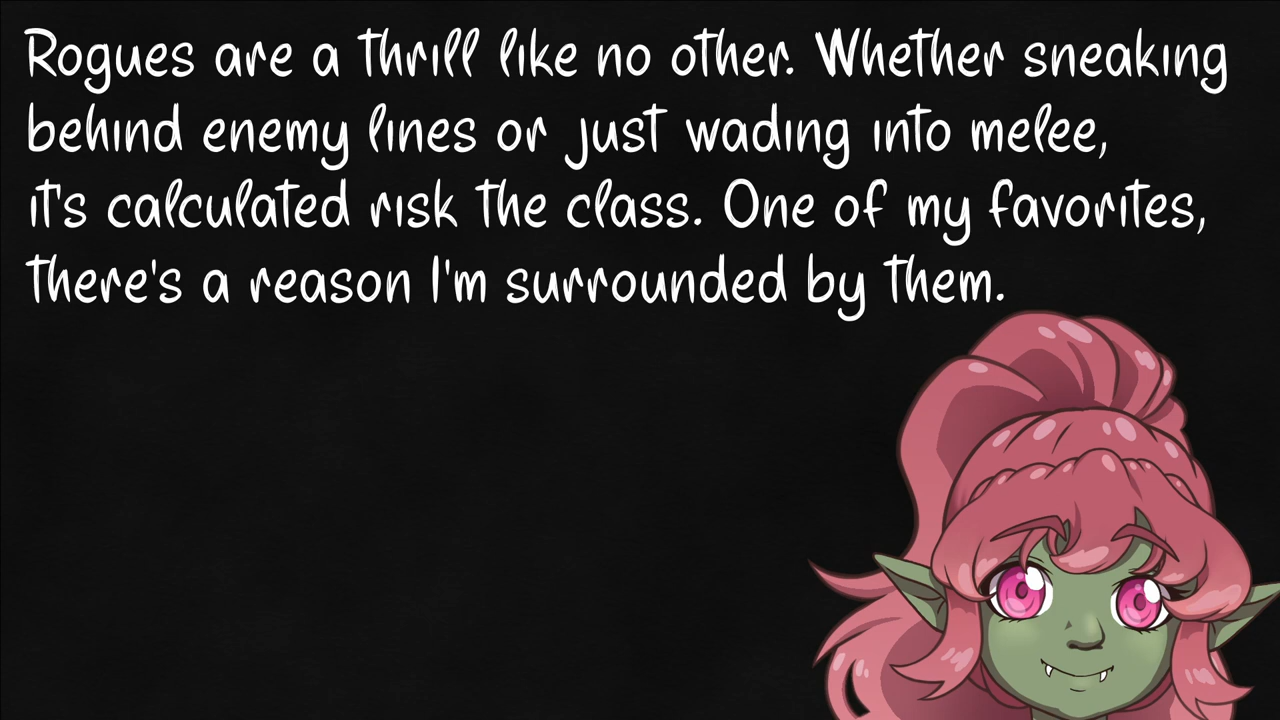 Rogues are a thrill like no other. Whether sneaking
behind enemy lines or just wading into melee,
it's calculated risk the class. One of my favorites,
there's a reason I'm surrounded by them.